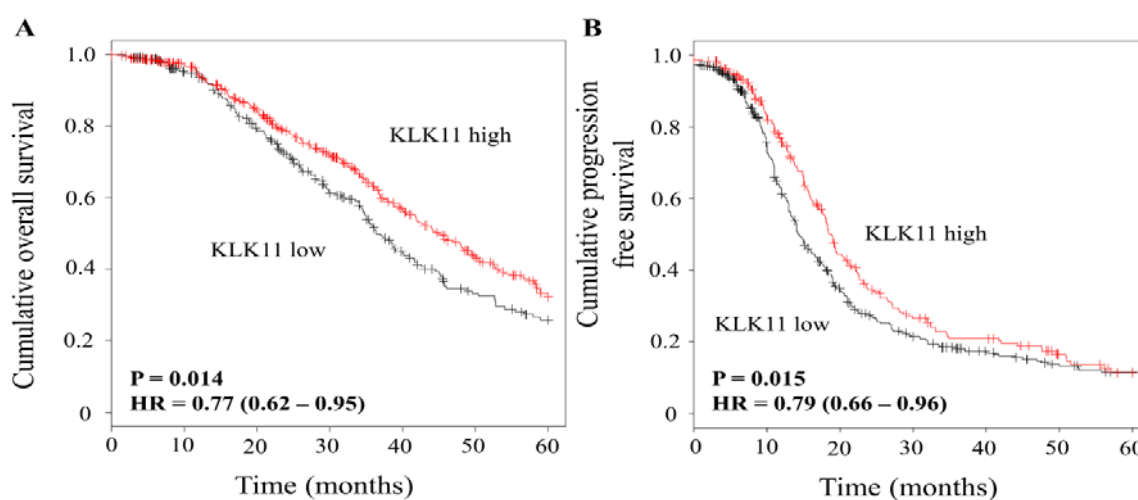 A
Cumulative overall survival
1.0
0.8
0.6
0.4
0.2
0
KLK11 high
KLK11 low
P = 0.014
HR = 0.77 (0.62 – 0.95)
0 10 20 30 40 50 60
Time (months)
B
Cumulative progression
free survival
1.0
0.8
0.6
0.4
0.2
0
KLK11 high
KLK11 low
P = 0.015
HR = 0.79 (0.66 – 0.96)
0 10 20 30 40 50 60
Time (months)